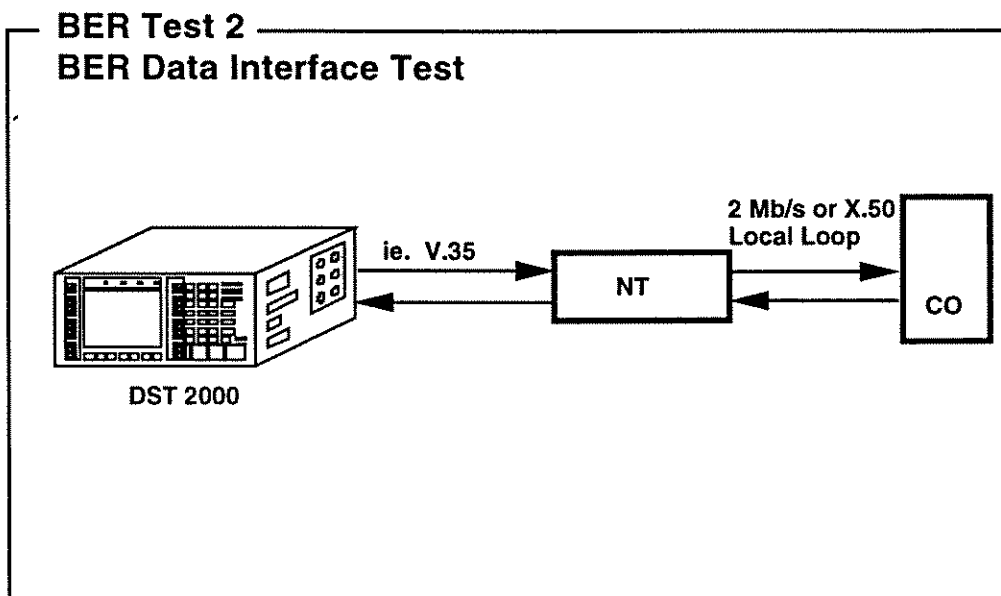 BER Test 2
BER Data Interface Test
2 Mb/s or X.50
Local Loop
ie. V.35
NT
CO
DST 2000